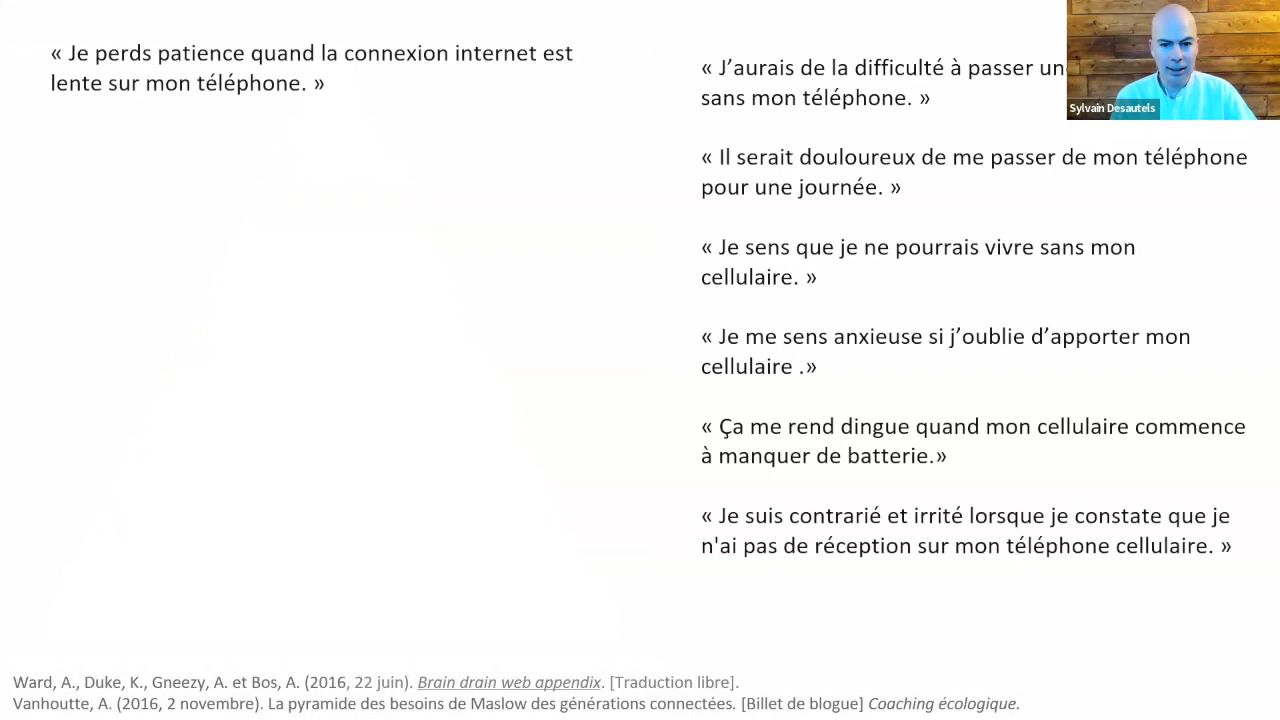 « Je perds patience quand la connexion internet est
lente sur mon téléphone. »
« J’aurais de la difficulté à passer
sans mon téléphone. »
« Il serait douloureux de me passer de mon téléphone
pour une journée. »
« Je sens que je ne pourrais vivre sans mon
cellulaire. »
« Je me sens anxieuse si j’oublie d’apporter mon
cellulaire .»
« Ça me rend dingue quand mon cellulaire commence
à manquer de batterie.»
« Je suis contrarié et irrité lorsque je constate que je
n'ai pas de réception sur mon téléphone cellulaire. »
Sylvain Desautels
Ward, A., Duke, K., Gneezy, A. et Bos, A. (2016, 22 juin). Brain drain web appendix. [Traduction libre].
Vanhoutte, A. (2016, 2 novembre). La pyramide des besoins de Maslow des générations connectées. [Billet de blogue] Coaching écologique.